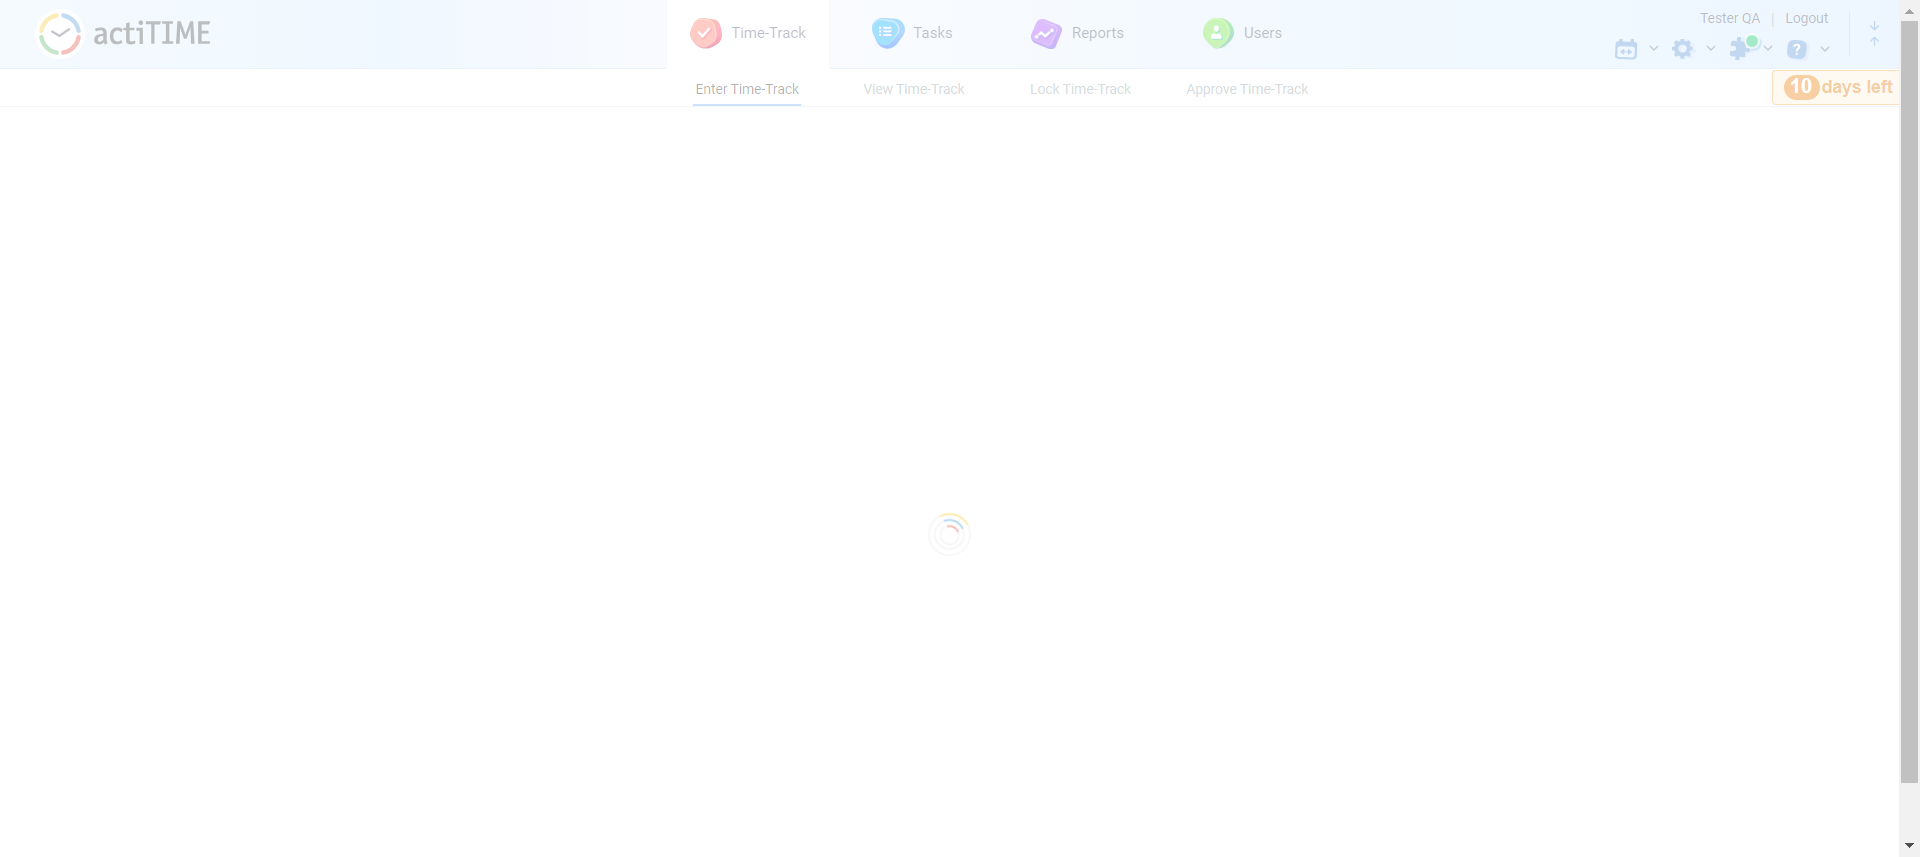 actiTIME
Time-Track
Tasks
Reports
Users
Tester QA | Logout
Enter Time-Track
View Time-Track
Lock Time-Track
Approve Time-Track
10 days left